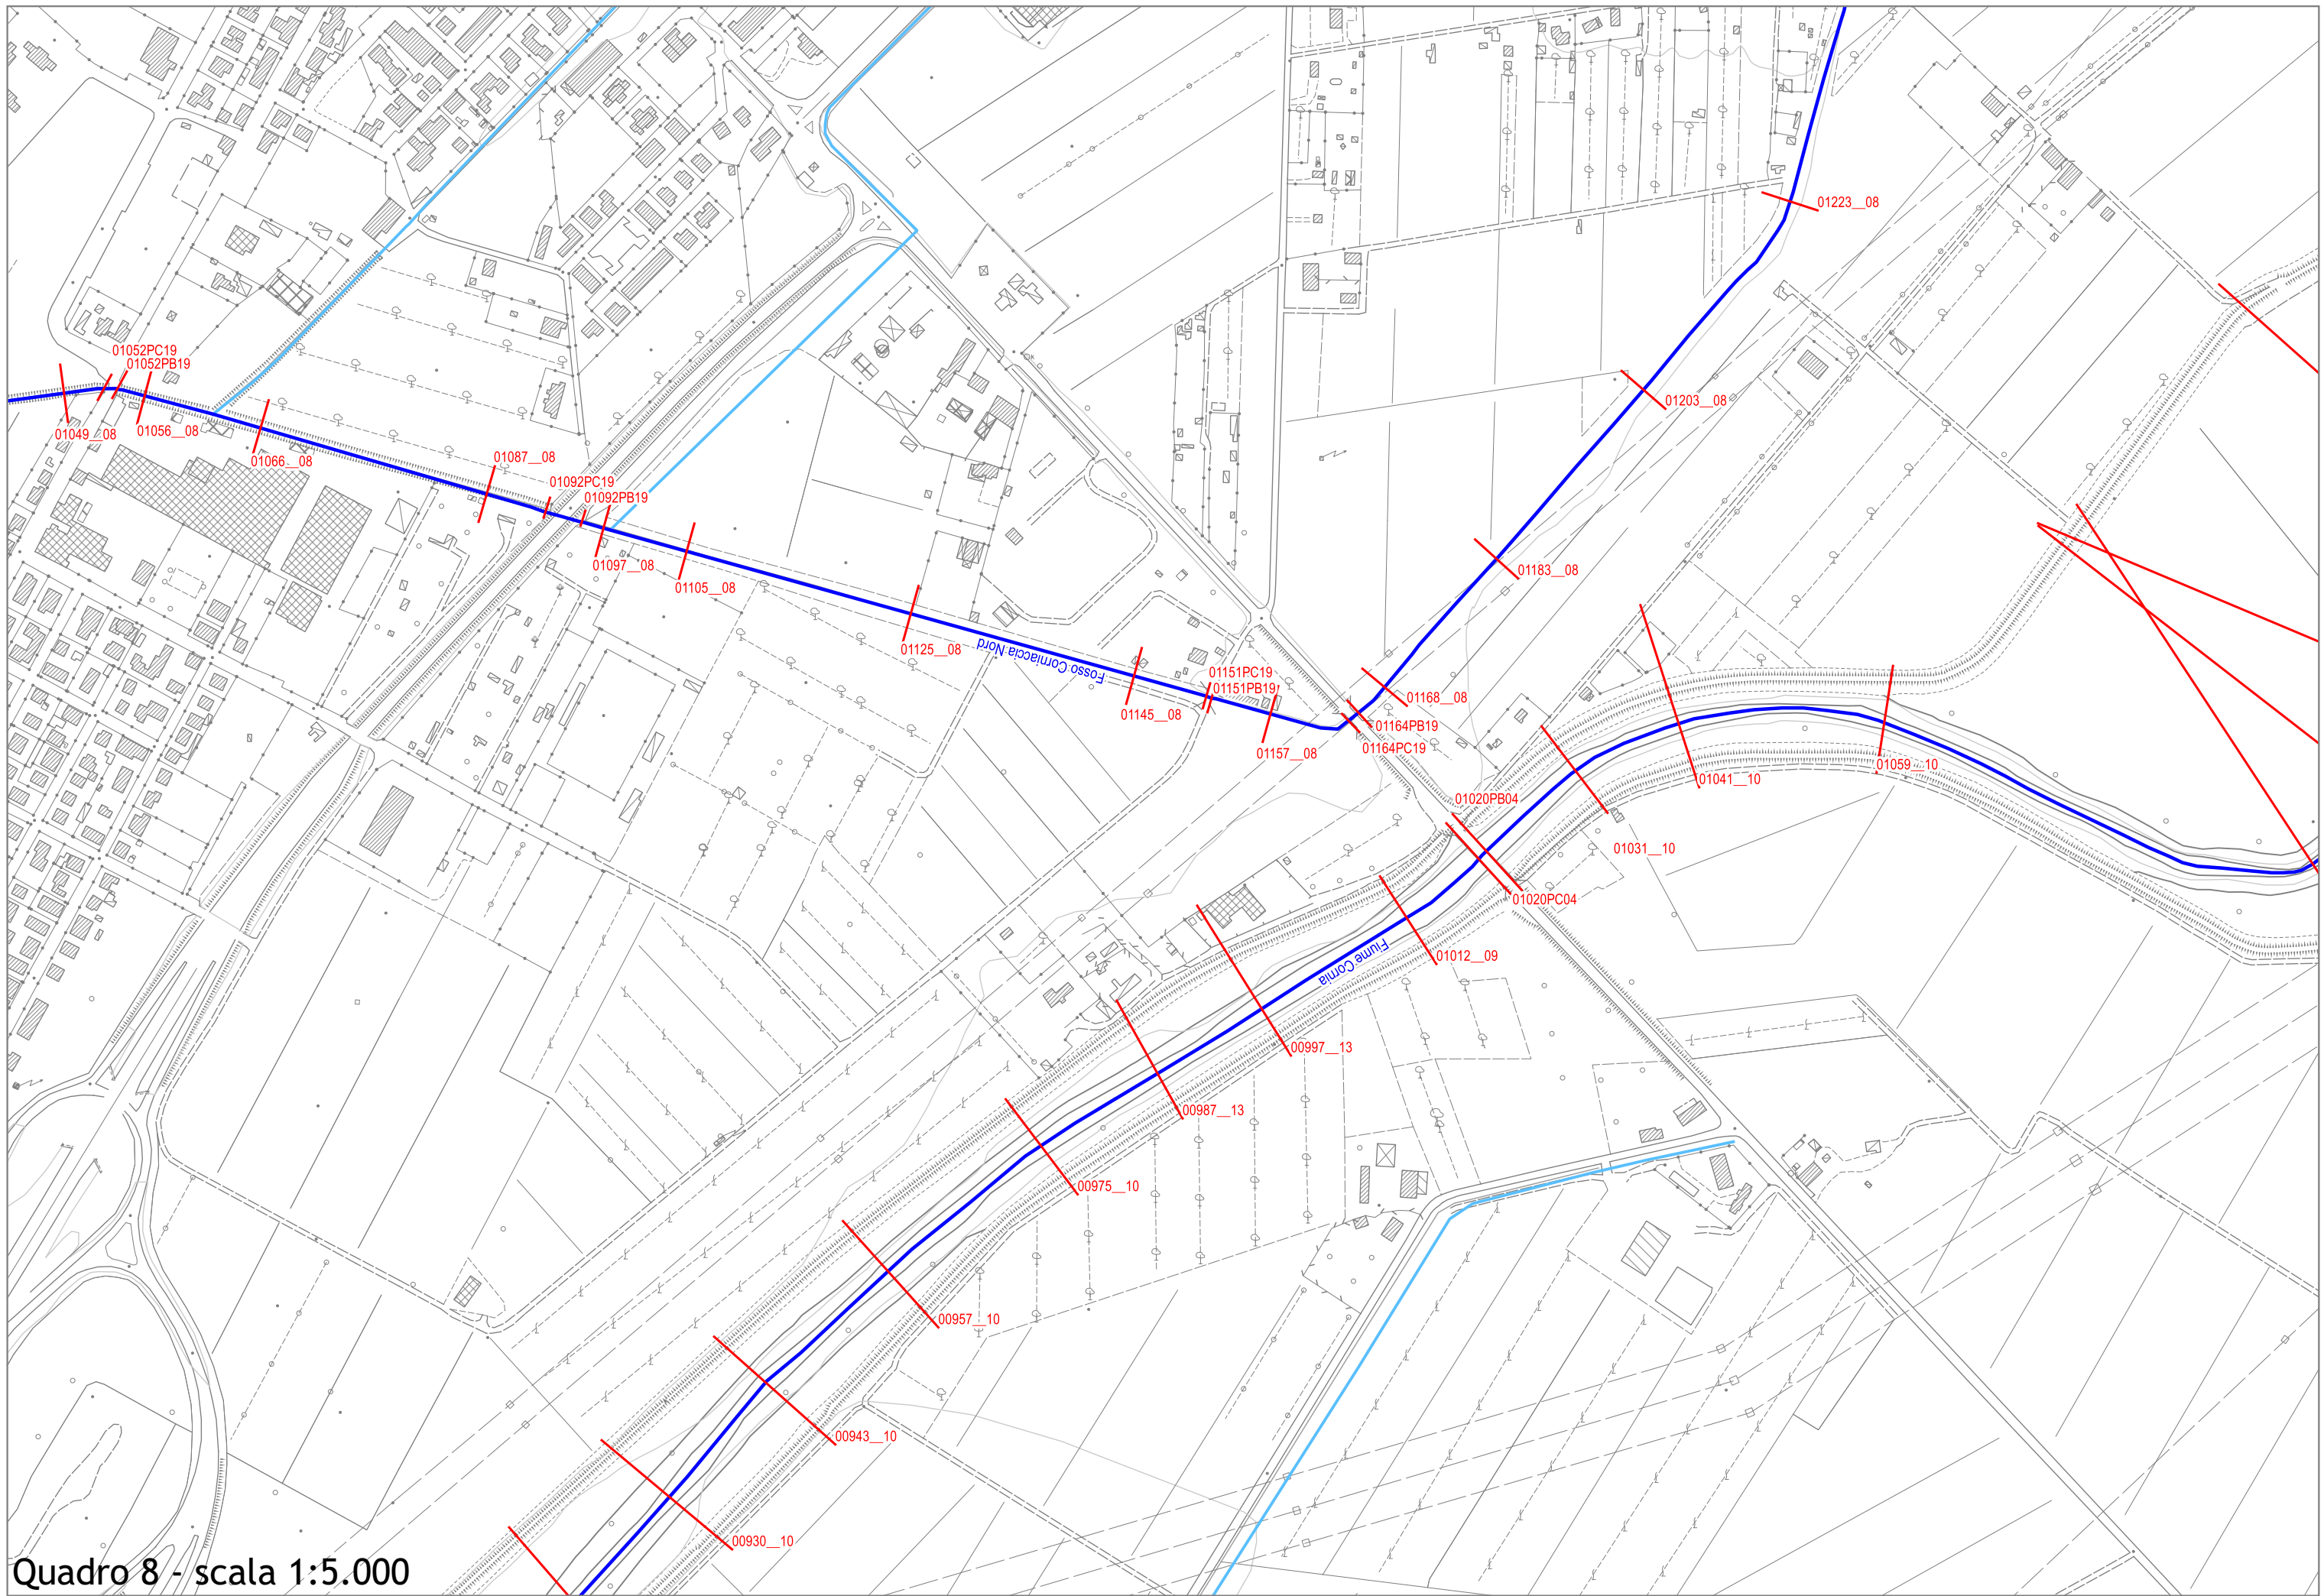 01223__08
01052PC19
01052PB19
01203__08
01049__08
01056__08
01066__08
01087__08
01092PC19
01092PB19
01097__08
01183__08
01105__08
01125__08
Fosso Corniaccia Nord
01151PC19
01151PB19
01145__08
01168__08
01164PB19
01164PC19
01157__08
01059__10
01041__10
01020PB04
01031__10
01020PC04
Fiume Cornia
01012__09
00997__13
00987__13
00975__10
00957__10
00943__10
00930__10
Quadro 8 - scala 1:5.000